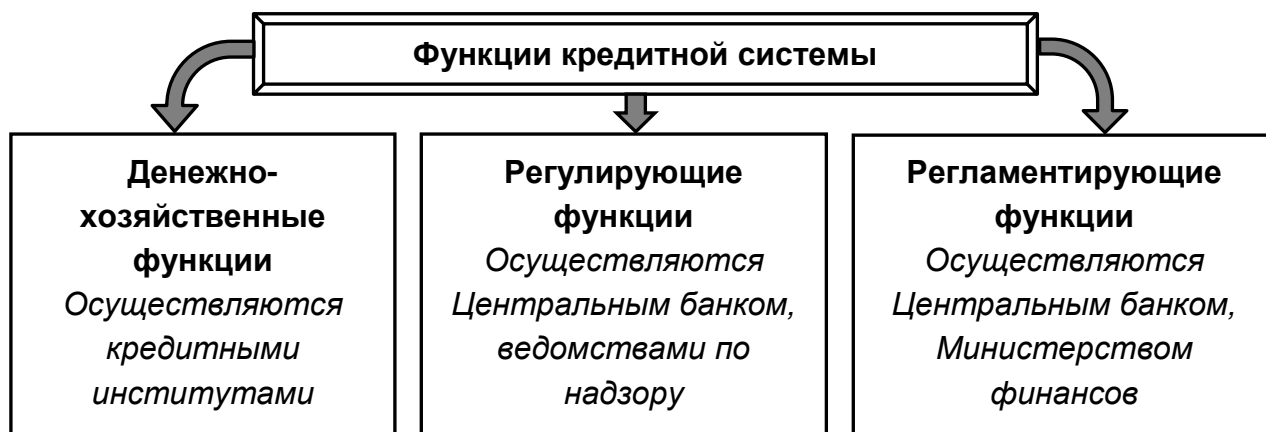 Функции кредитной системы
Денежно-
хозяйственные
функции
Осуществляются
кредитными
институтами
Регулирующие
функции
Осуществляются
Центральным банком,
ведомствами по
надзору
Регламентирующие
функции
Осуществляются
Центральным банком,
Министерством
финансов